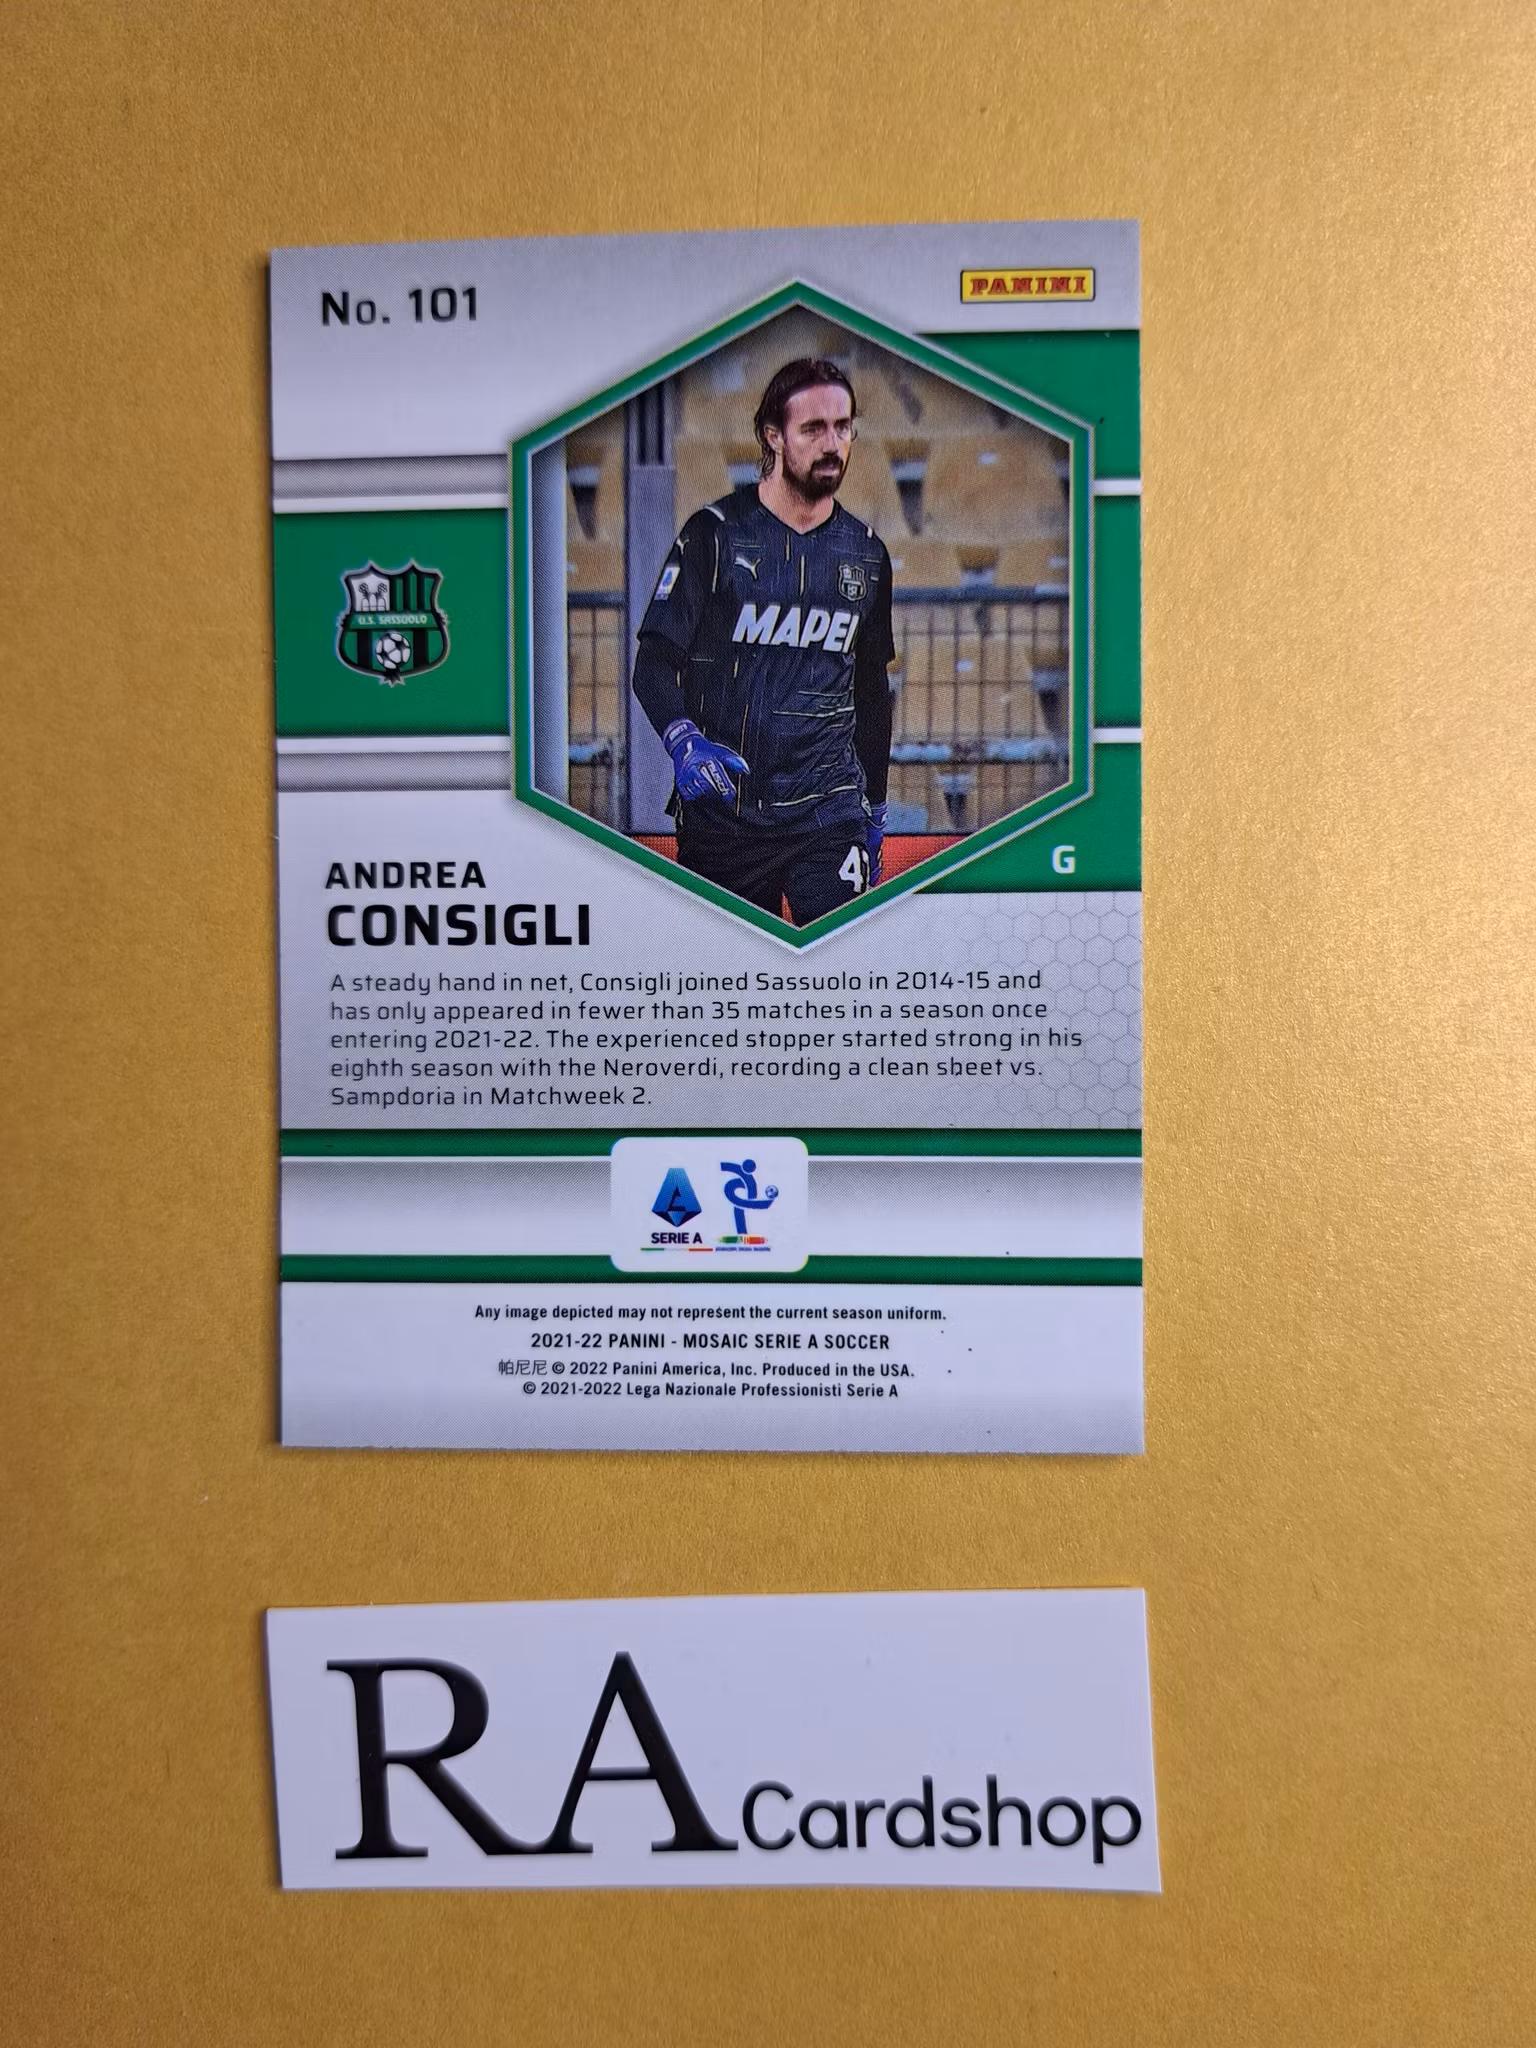 No. 101
PANINI
U.S. SASSUOLO
MAPEI
reusch
4
G
ANDREA
CONSIGLI
A steady hand in net, Consigli joined Sassuolo in 2014-15 and
has only appeared in fewer than 35 matches in a season once
entering 2021-22. The experienced stopper started strong in his
eighth season with the Neroverdi, recording a clean sheet vs.
Sampdoria in Matchweek 2.
SERIE A
Any image depicted may not represent the current season uniform.
2021-22 PANINI - MOSAIC SERIE A SOCCER
帕尼尼 © 2022 Panini America, Inc. Produced in the USA.
© 2021-2022 Lega Nazionale Professionisti Serie A
RA Cardshop